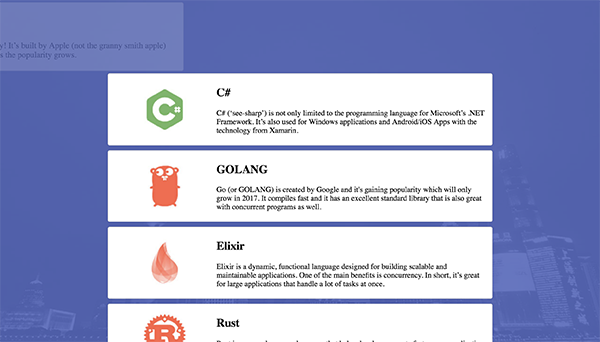 y! It's built by Apple (not the granny smith apple)
s the popularity grows.
C#
C# ('see-sharp') is not only limited to the programming language for Microsoft's .NET
Framework. It's also used for Windows applications and Android/iOS Apps with the
technology from Xamarin.
GOLANG
Go (or GOLANG) is created by Google and it's gaining popularity which will only
grow in 2017. It compiles fast and it has an excellent standard library that is also great
with concurrent programs as well.
Elixir
Elixir is a dynamic, functional language designed for building scalable and
maintainable applications. One of the main benefits is concurrency. In short, it's great
for large applications that handle a lot of tasks at once.
Rust